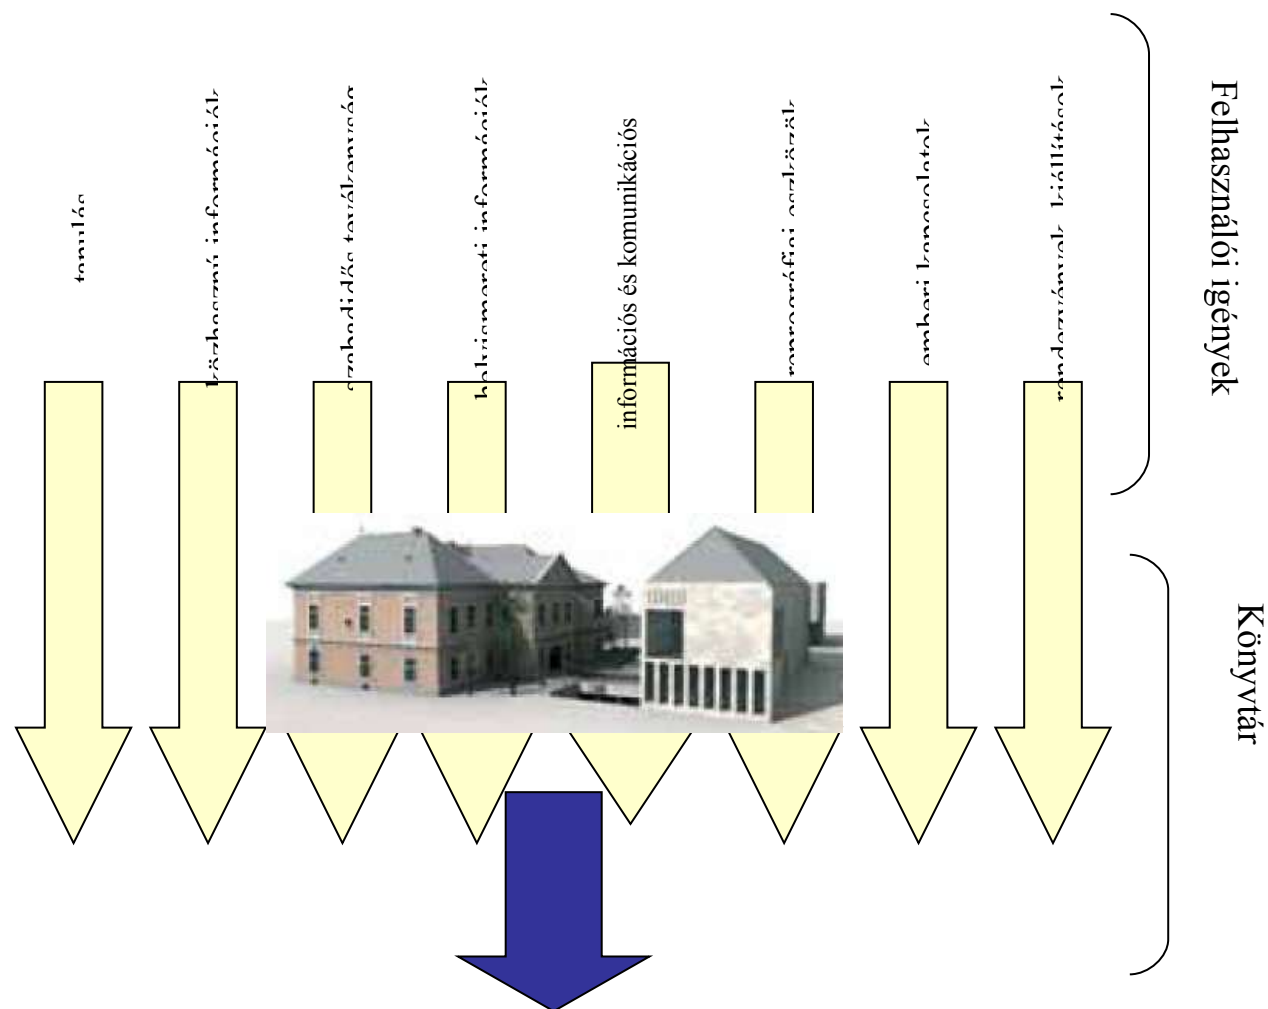 tanulás
közhasznú információk
szabadidős tevékenység
helyismereti információk
információs és komunikációs
reprográfiai eszközök
emberi kapcsolatok
rendezvények, kiállítások
Felhasználói igények
Könyvtár